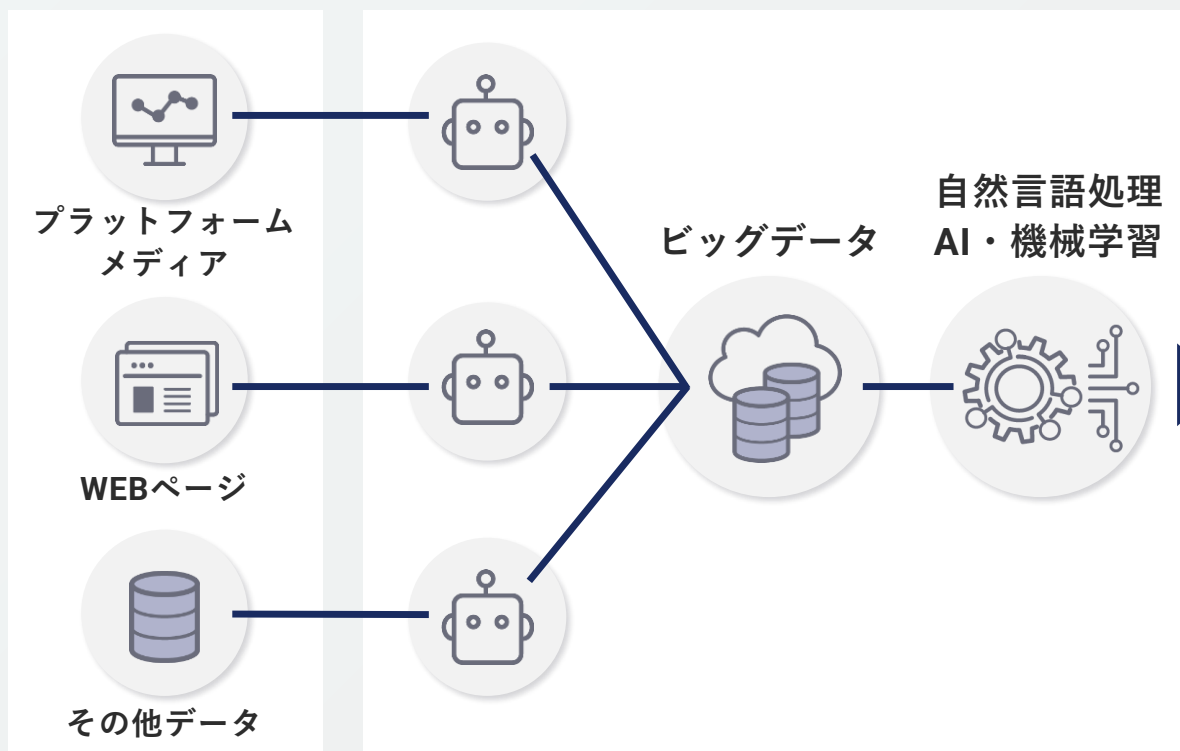 プラットフォーム
メディア
WEBページ
その他データ
ビッグデータ
自然言語処理
AI・機械学習